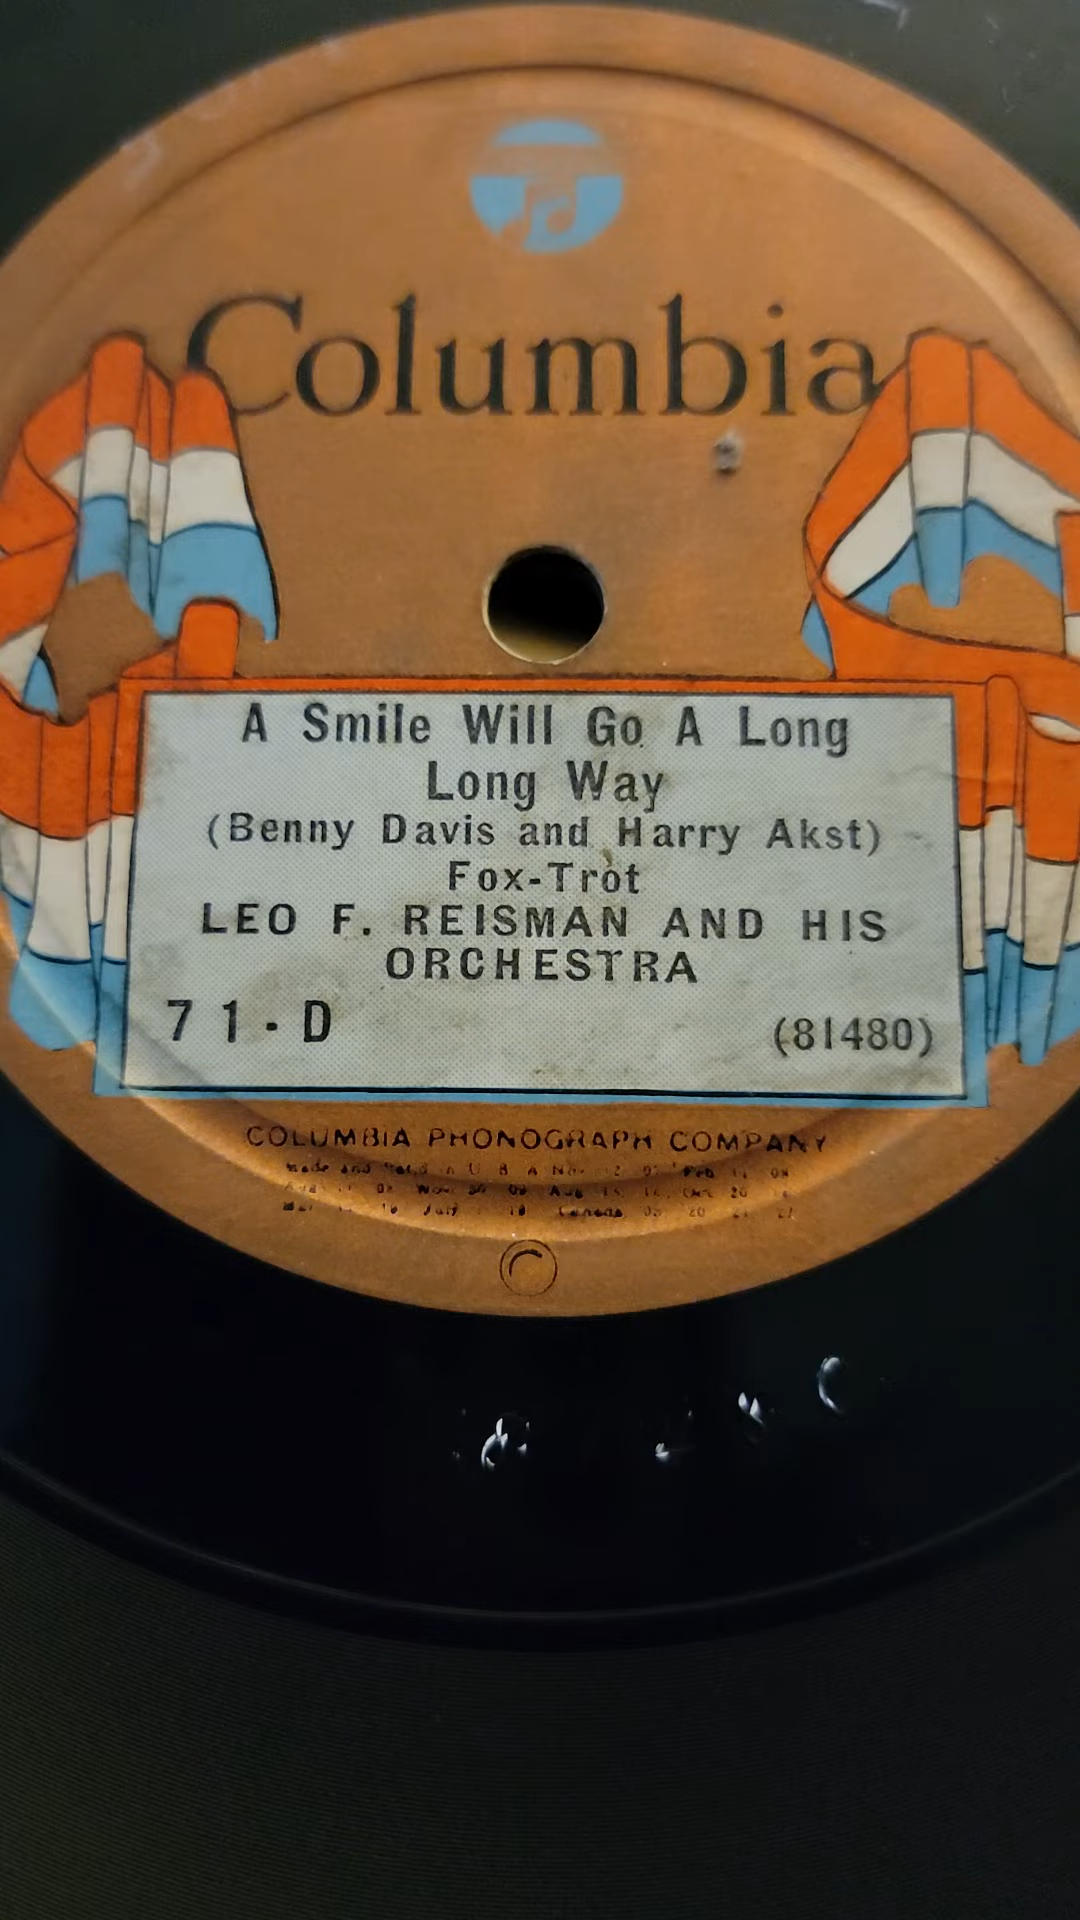 Columbia
A Smile Will Go A Long
Long Way
(Benny Davis and Harry Akst)
Fox-Trot
LEO F. REISMAN AND HIS
ORCHESTRA
71-D (81480)
COLUMBIA PHONOGRAPH COMPANY